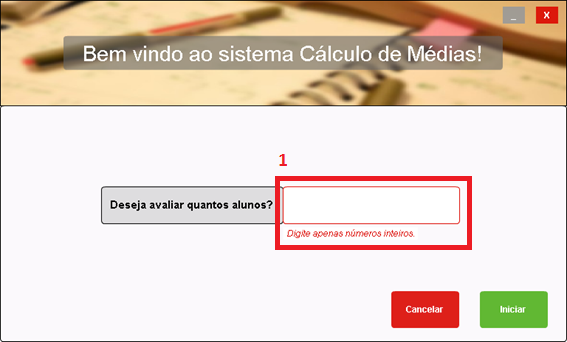 _ X
Bem vindo ao sistema Cálculo de Médias!
1
Deseja avaliar quantos alunos?
Digite apenas números inteiros.
Cancelar Iniciar